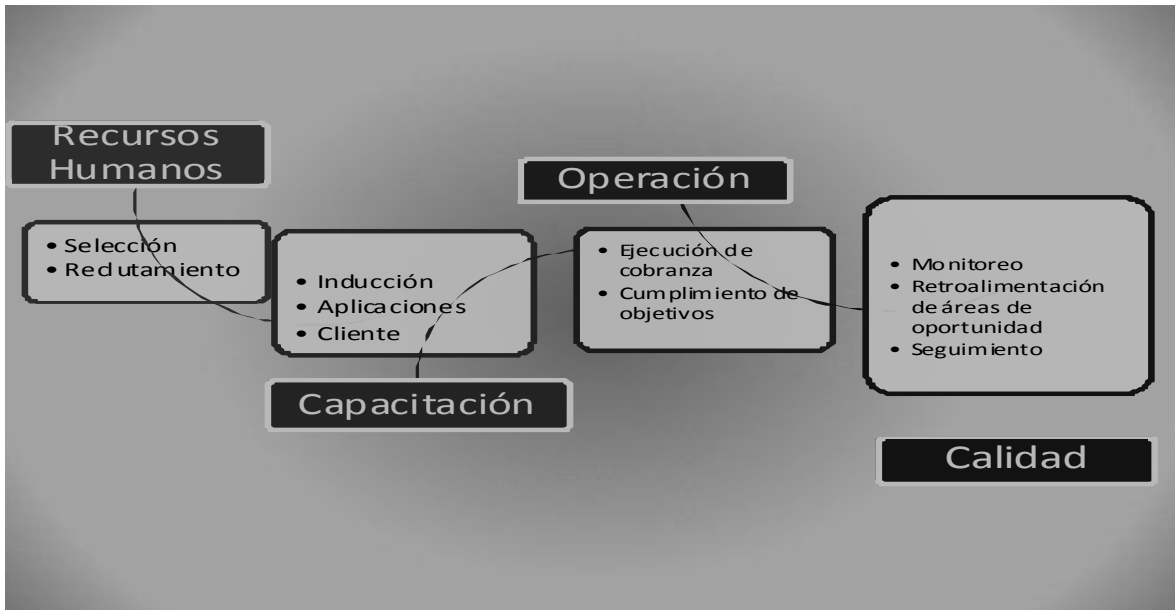 Recursos
Humanos
• Selección
• Reclutamiento
• Inducción
• Aplicaciones
• Cliente
Capacitación
Operación
• Ejecución de
cobranza
• Cumplimiento de
objetivos
• Monitoreo
• Retroalimentación
de áreas de
oportunidad
• Seguimiento
Calidad